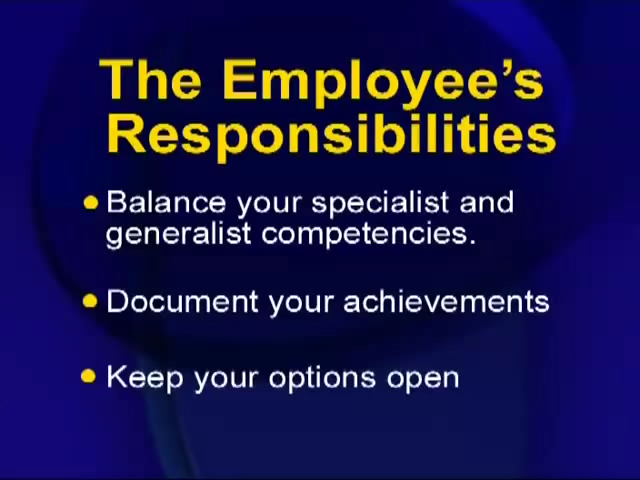 The Employee's
Responsibilities
• Balance your specialist and
generalist competencies.
• Document your achievements
• Keep your options open